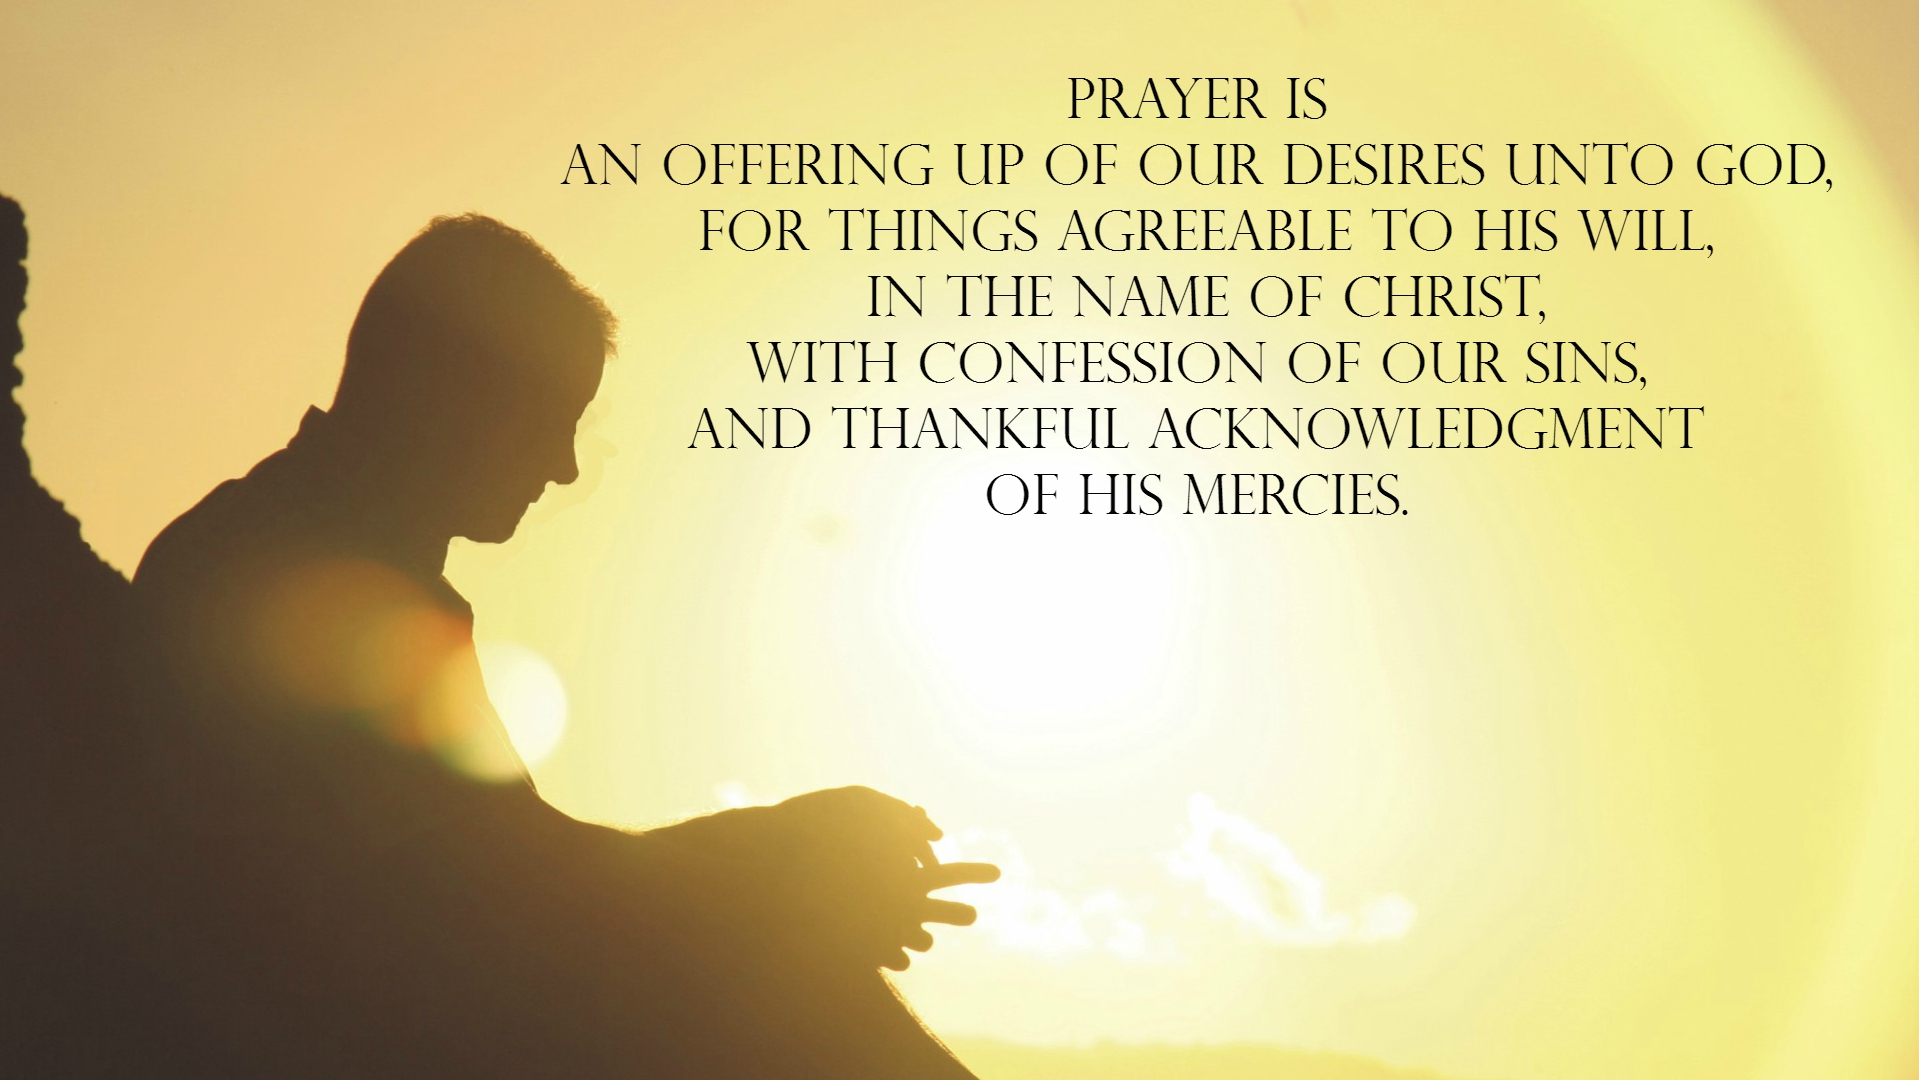 PRAYER IS
AN OFFERING UP OF OUR DESIRES UNTO GOD,
FOR THINGS AGREEABLE TO HIS WILL,
IN THE NAME OF CHRIST,
WITH CONFESSION OF OUR SINS,
AND THANKFUL ACKNOWLEDGMENT
OF HIS MERCIES.